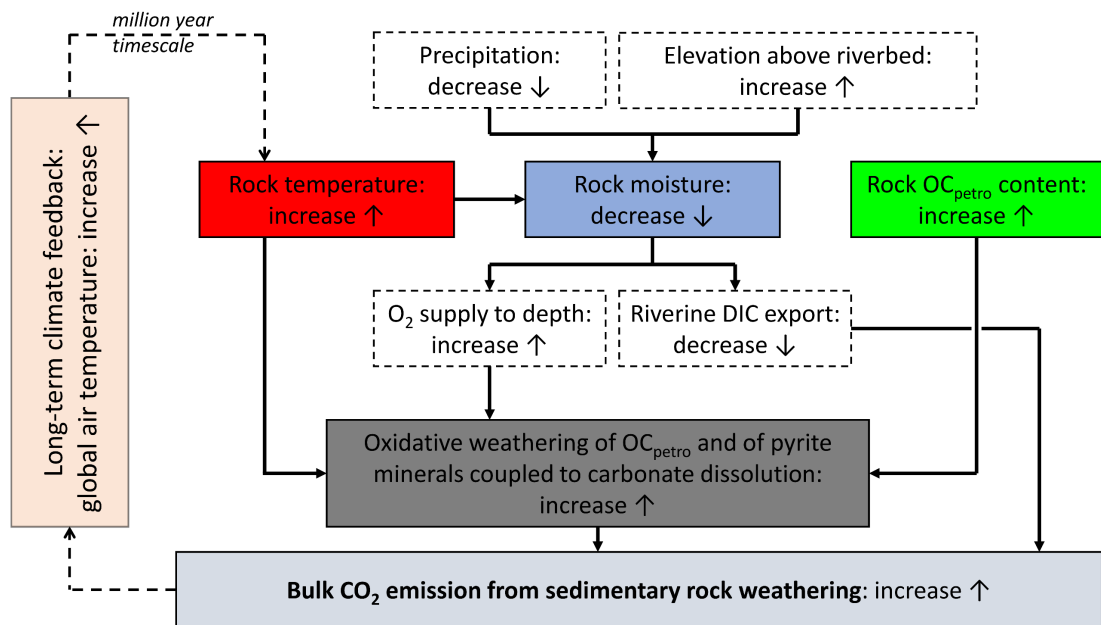 million year
timescale
Precipitation:
decrease ↓
Elevation above riverbed:
increase ↑
Long-term climate feedback:
global air temperature: increase ↑
Rock temperature:
increase ↑
Rock moisture:
decrease ↓
Rock OCpetro content:
increase ↑
O2 supply to depth:
increase ↑
Riverine DIC export:
decrease ↓
Oxidative weathering of OCpetro and of pyrite
minerals coupled to carbonate dissolution:
increase ↑
Bulk CO2 emission from sedimentary rock weathering: increase ↑